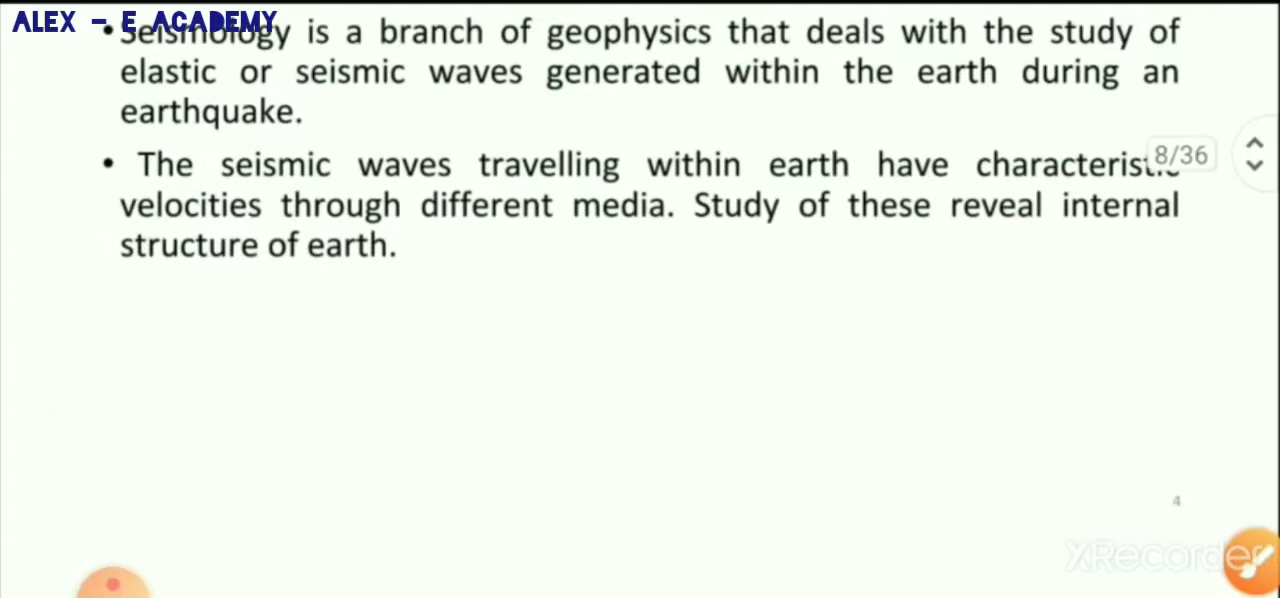 ALEX - E ACADEMY
• Seismology is a branch of geophysics that deals with the study of
elastic or seismic waves generated within the earth during an
earthquake.
• The seismic waves travelling within earth have characteristic
8/36
velocities through different media. Study of these reveal internal
structure of earth.
4
XRecorder